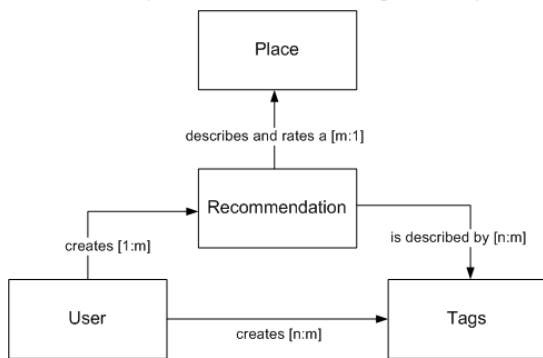 Place
describes and rates a [m:1]
Recommendation
creates [1:m]
is described by [n:m]
User
Tags
creates [n:m]